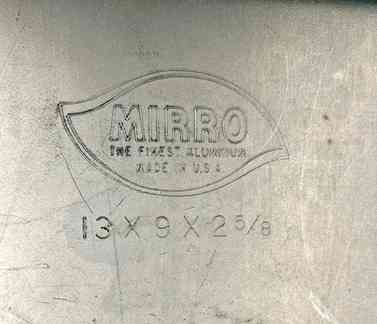 MIRRO
THE FINEST ALUMINUM
MADE IN U.S.A.
13 X 9 X 2 5/8